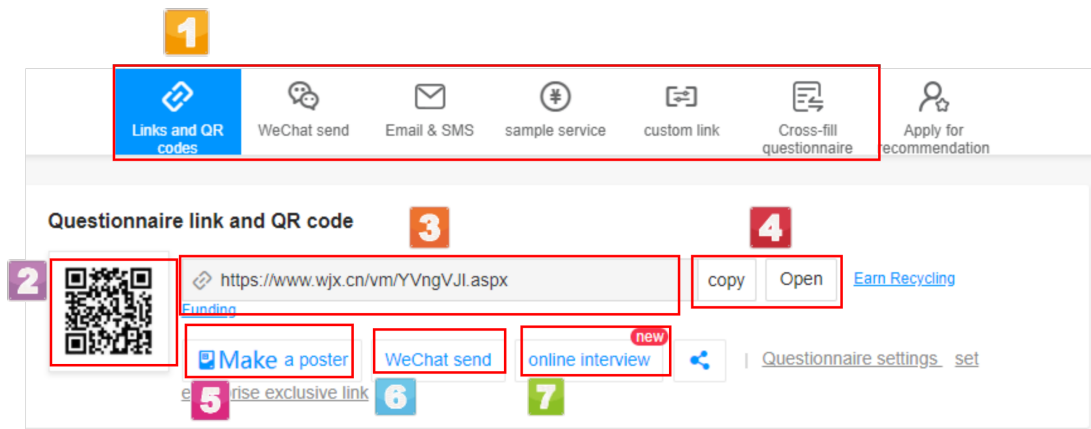 1
Links and QR codes
WeChat send
Email & SMS
sample service
custom link
Cross-fill questionnaire
Apply for recommendation
Questionnaire link and QR code
3
4
2
https://www.wjx.cn/vm/YVngVJI.aspx
copy
Open
Earn Recycling
Funding
Make a poster
WeChat send
online interview
new
| Questionnaire settings set
exclusive link
5
6
7